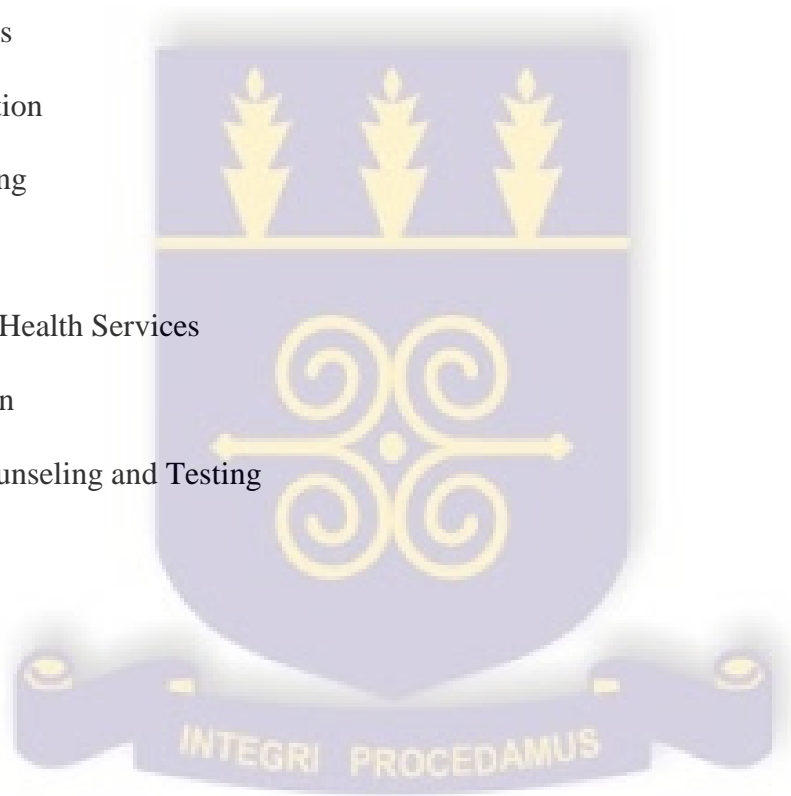 s
tion
ng
Health Services
n
unseling and Testing
INTEGRI PROCEDAMUS